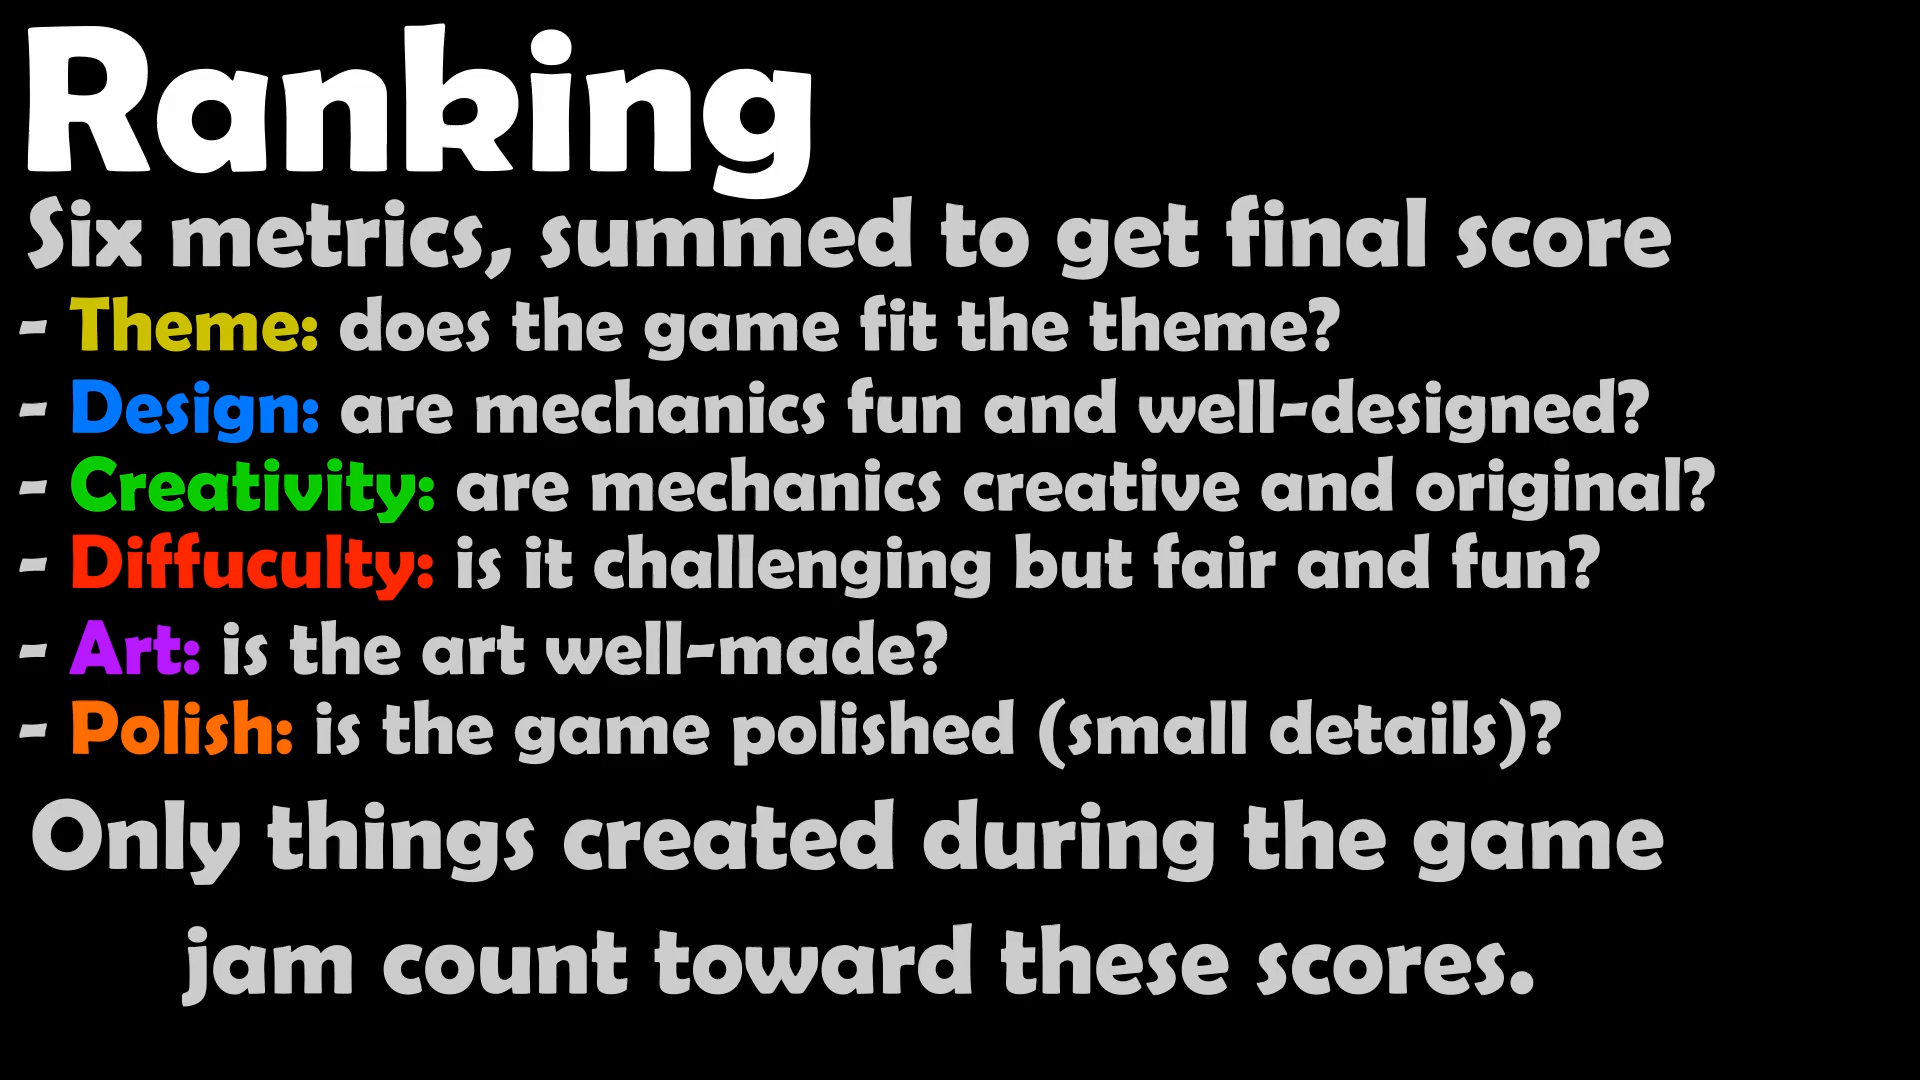 Ranking
Six metrics, summed to get final score
- Theme: does the game fit the theme?
- Design: are mechanics fun and well-designed?
- Creativity: are mechanics creative and original?
- Diffuculty: is it challenging but fair and fun?
- Art: is the art well-made?
- Polish: is the game polished (small details)?
Only things created during the game
jam count toward these scores.